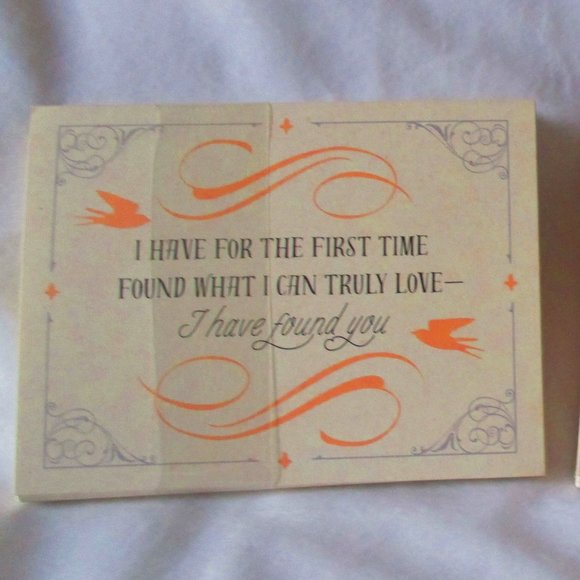 I HAVE FOR THE FIRST TIME
FOUND WHAT I CAN TRULY LOVE—
I have found you